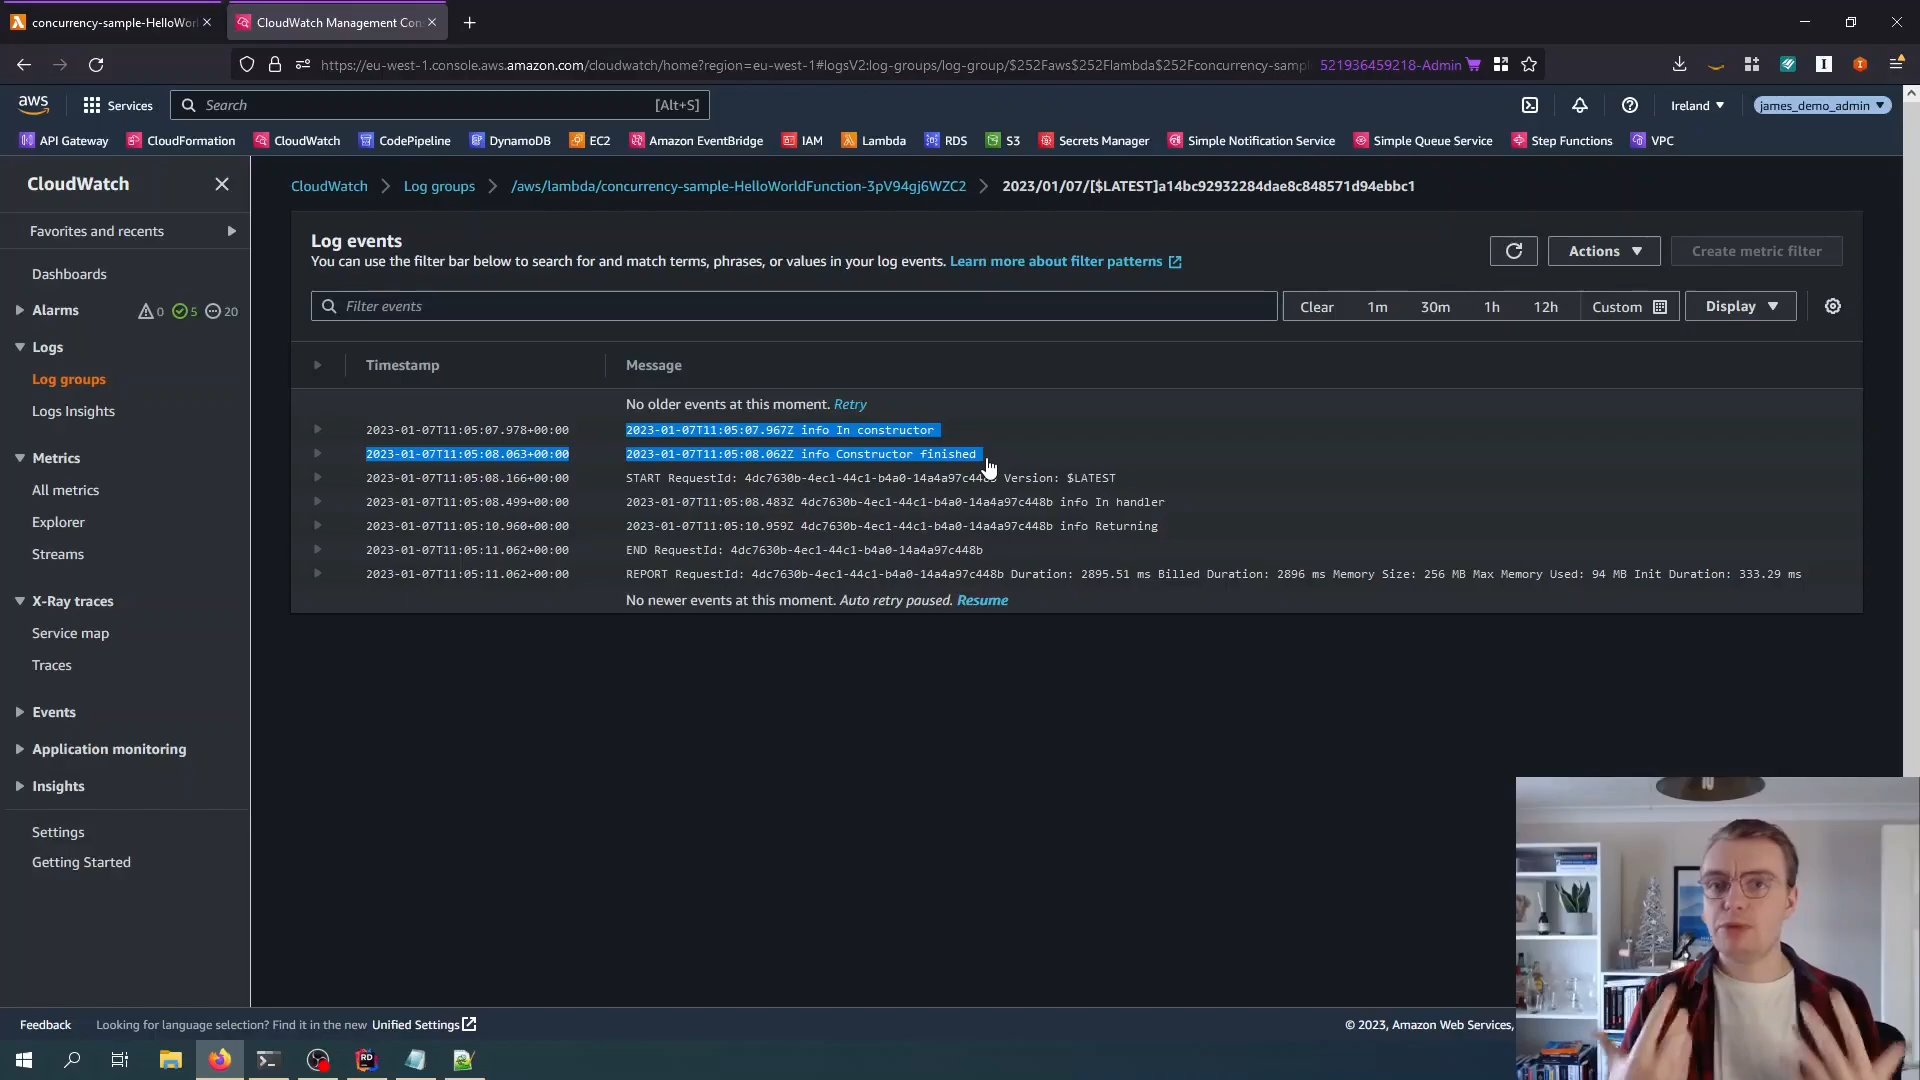 concurrency-sample-HelloWorl
CloudWatch Management Con
https://eu-west-1.console.aws.amazon.com/cloudwatch/home?region=eu-west-1#logsV2:log-groups/log-group/$252Faws$252Flambda$252Fconcurrency-samp
521936459218-Admin
aws
Services
Search
[Alt+S]
Ireland
james_demo_admin
API Gateway
CloudFormation
CloudWatch
CodePipeline
DynamoDB
EC2
Amazon EventBridge
IAM
Lambda
RDS
S3
Secrets Manager
Simple Notification Service
Simple Queue Service
Step Functions
VPC
CloudWatch
Favorites and recents
Dashboards
Alarms 0 5 20
Logs
Log groups
Logs Insights
Metrics
All metrics
Explorer
Streams
X-Ray traces
Service map
Traces
Events
Application monitoring
Insights
Settings
Getting Started
CloudWatch > Log groups > /aws/lambda/concurrency-sample-HelloWorldFunction-3pV94gj6WZC2 > 2023/01/07/[$LATEST]a14bc92932284dae8c848571d94ebbc1
Log events
You can use the filter bar below to search for and match terms, phrases, or values in your log events. Learn more about filter patterns
Actions
Create metric filter
Filter events
Clear 1m 30m 1h 12h Custom
Display
Timestamp Message
No older events at this moment. Retry
2023-01-07T11:05:07.978+00:00 2023-01-07T11:05:07.967Z info In constructor
2023-01-07T11:05:08.063+00:00 2023-01-07T11:05:08.062Z info Constructor finished
2023-01-07T11:05:08.166+00:00 START RequestId: 4dc7630b-4ec1-44c1-b4a0-14a4a97c448b Version: $LATEST
2023-01-07T11:05:08.499+00:00 2023-01-07T11:05:08.483Z 4dc7630b-4ec1-44c1-b4a0-14a4a97c448b info In handler
2023-01-07T11:05:10.960+00:00 2023-01-07T11:05:10.959Z 4dc7630b-4ec1-44c1-b4a0-14a4a97c448b info Returning
2023-01-07T11:05:11.062+00:00 END RequestId: 4dc7630b-4ec1-44c1-b4a0-14a4a97c448b
2023-01-07T11:05:11.062+00:00 REPORT RequestId: 4dc7630b-4ec1-44c1-b4a0-14a4a97c448b Duration: 2895.51 ms Billed Duration: 2896 ms Memory Size: 256 MB Max Memory Used: 94 MB Init Duration: 333.29 ms
No newer events at this moment. Auto retry paused. Resume
Feedback
Looking for language selection? Find it in the new Unified Settings
© 2023, Amazon Web Services,
RD